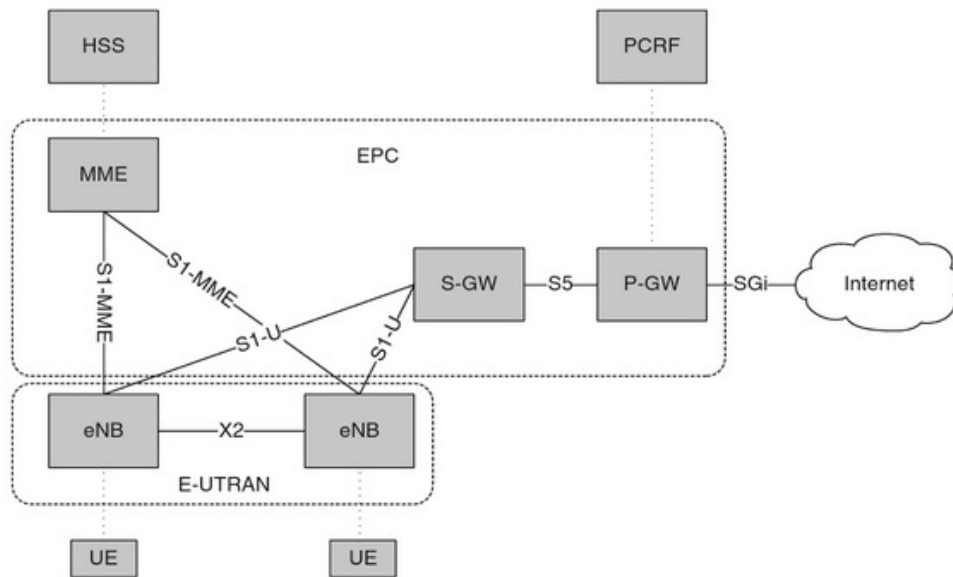 HSS
PCRF
EPC
MME
S1-MME
S1-MME
S-GW
S5
P-GW
SGi
Internet
S1-U
S1-U
eNB
X2
eNB
E-UTRAN
UE
UE